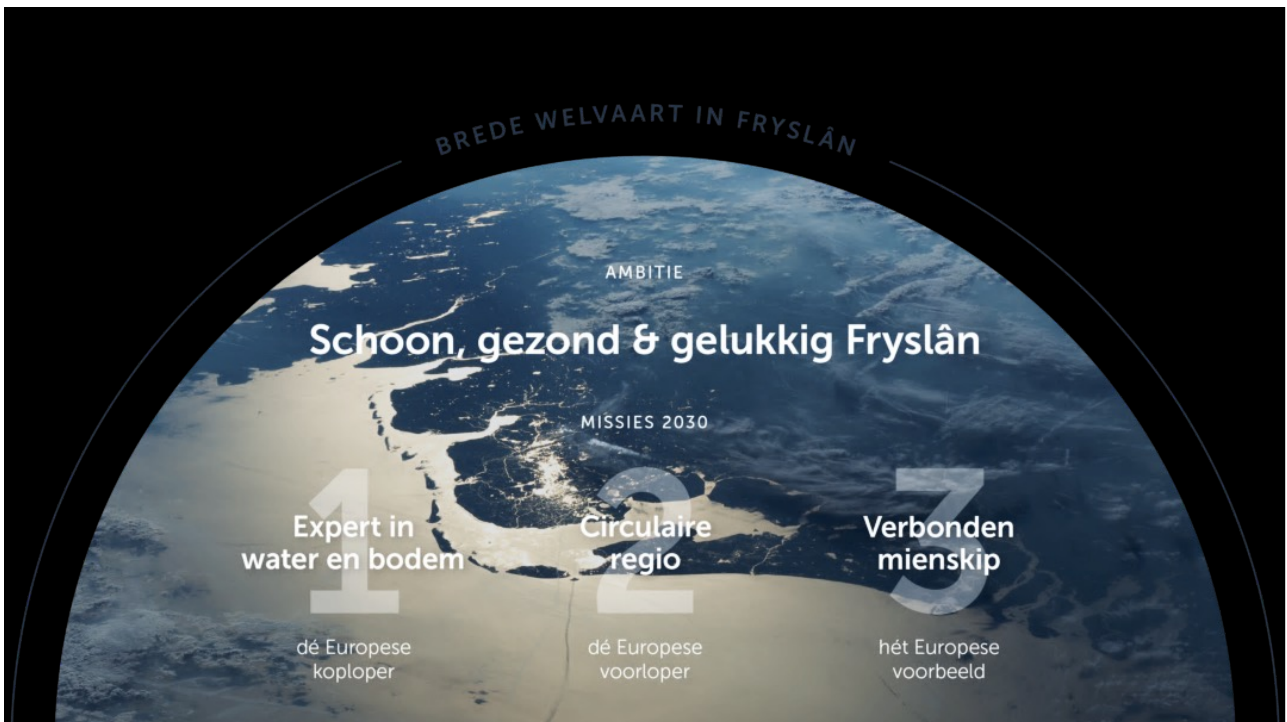 BREDE WELVAART IN FRYSLÂN
AMBITIE
Schoon, gezond & gelukkig Fryslân
MISSIES 2030
1
Expert in
water en bodem
dé Europese
koploper
2
Circulaire
regio
dé Europese
voorloper
3
Verbonden
mienskip
hét Europese
voorbeeld